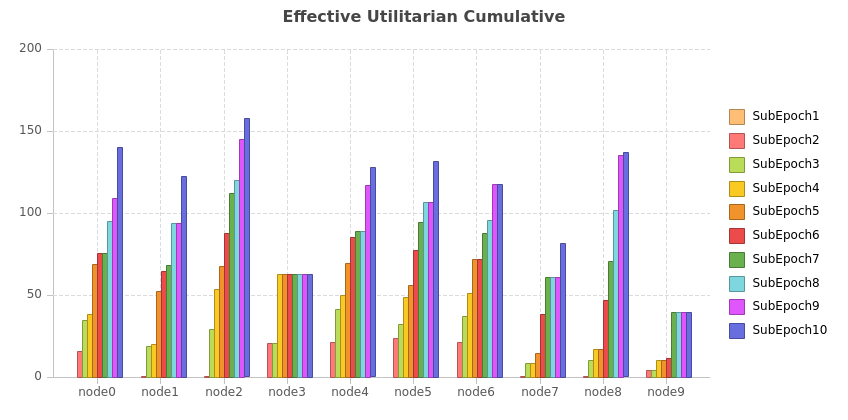 Effective Utilitarian Cumulative
200
150
100
50
0
node0 node1 node2 node3 node4 node5 node6 node7 node8 node9
SubEpoch1
SubEpoch2
SubEpoch3
SubEpoch4
SubEpoch5
SubEpoch6
SubEpoch7
SubEpoch8
SubEpoch9
SubEpoch10